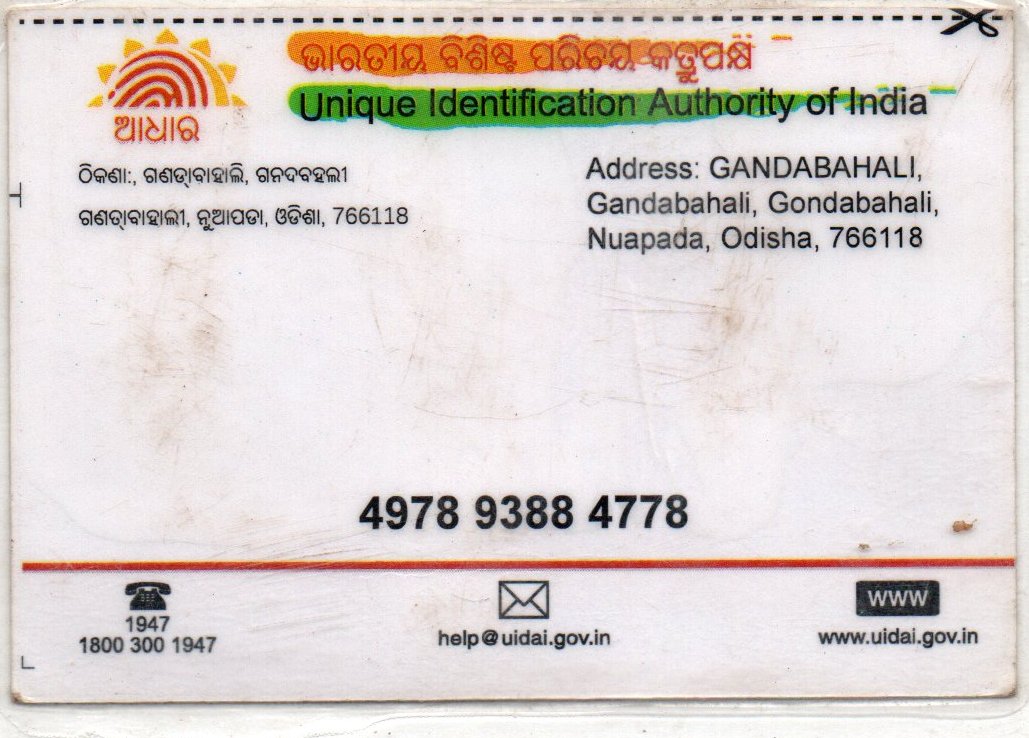 ଭାରତୀୟ ବିଶିଷ୍ଟ ପରିଚୟ କର୍ତ୍ତୃପକ୍ଷ
Unique Identification Authority of India
ଆଧାର
ଠିକଣା:, ଗଣଡ଼ାବାହାଲି, ଗନଦବହଲୀ
ଗଣଡ଼ାବାହାଲୀ, ନୂଆପଡା, ଓଡିଶା, 766118
Address: GANDABAHALI,
Gandabahali, Gondabahali,
Nuapada, Odisha, 766118
4978 9388 4778
1947
1800 300 1947
help@uidai.gov.in
www
www.uidai.gov.in